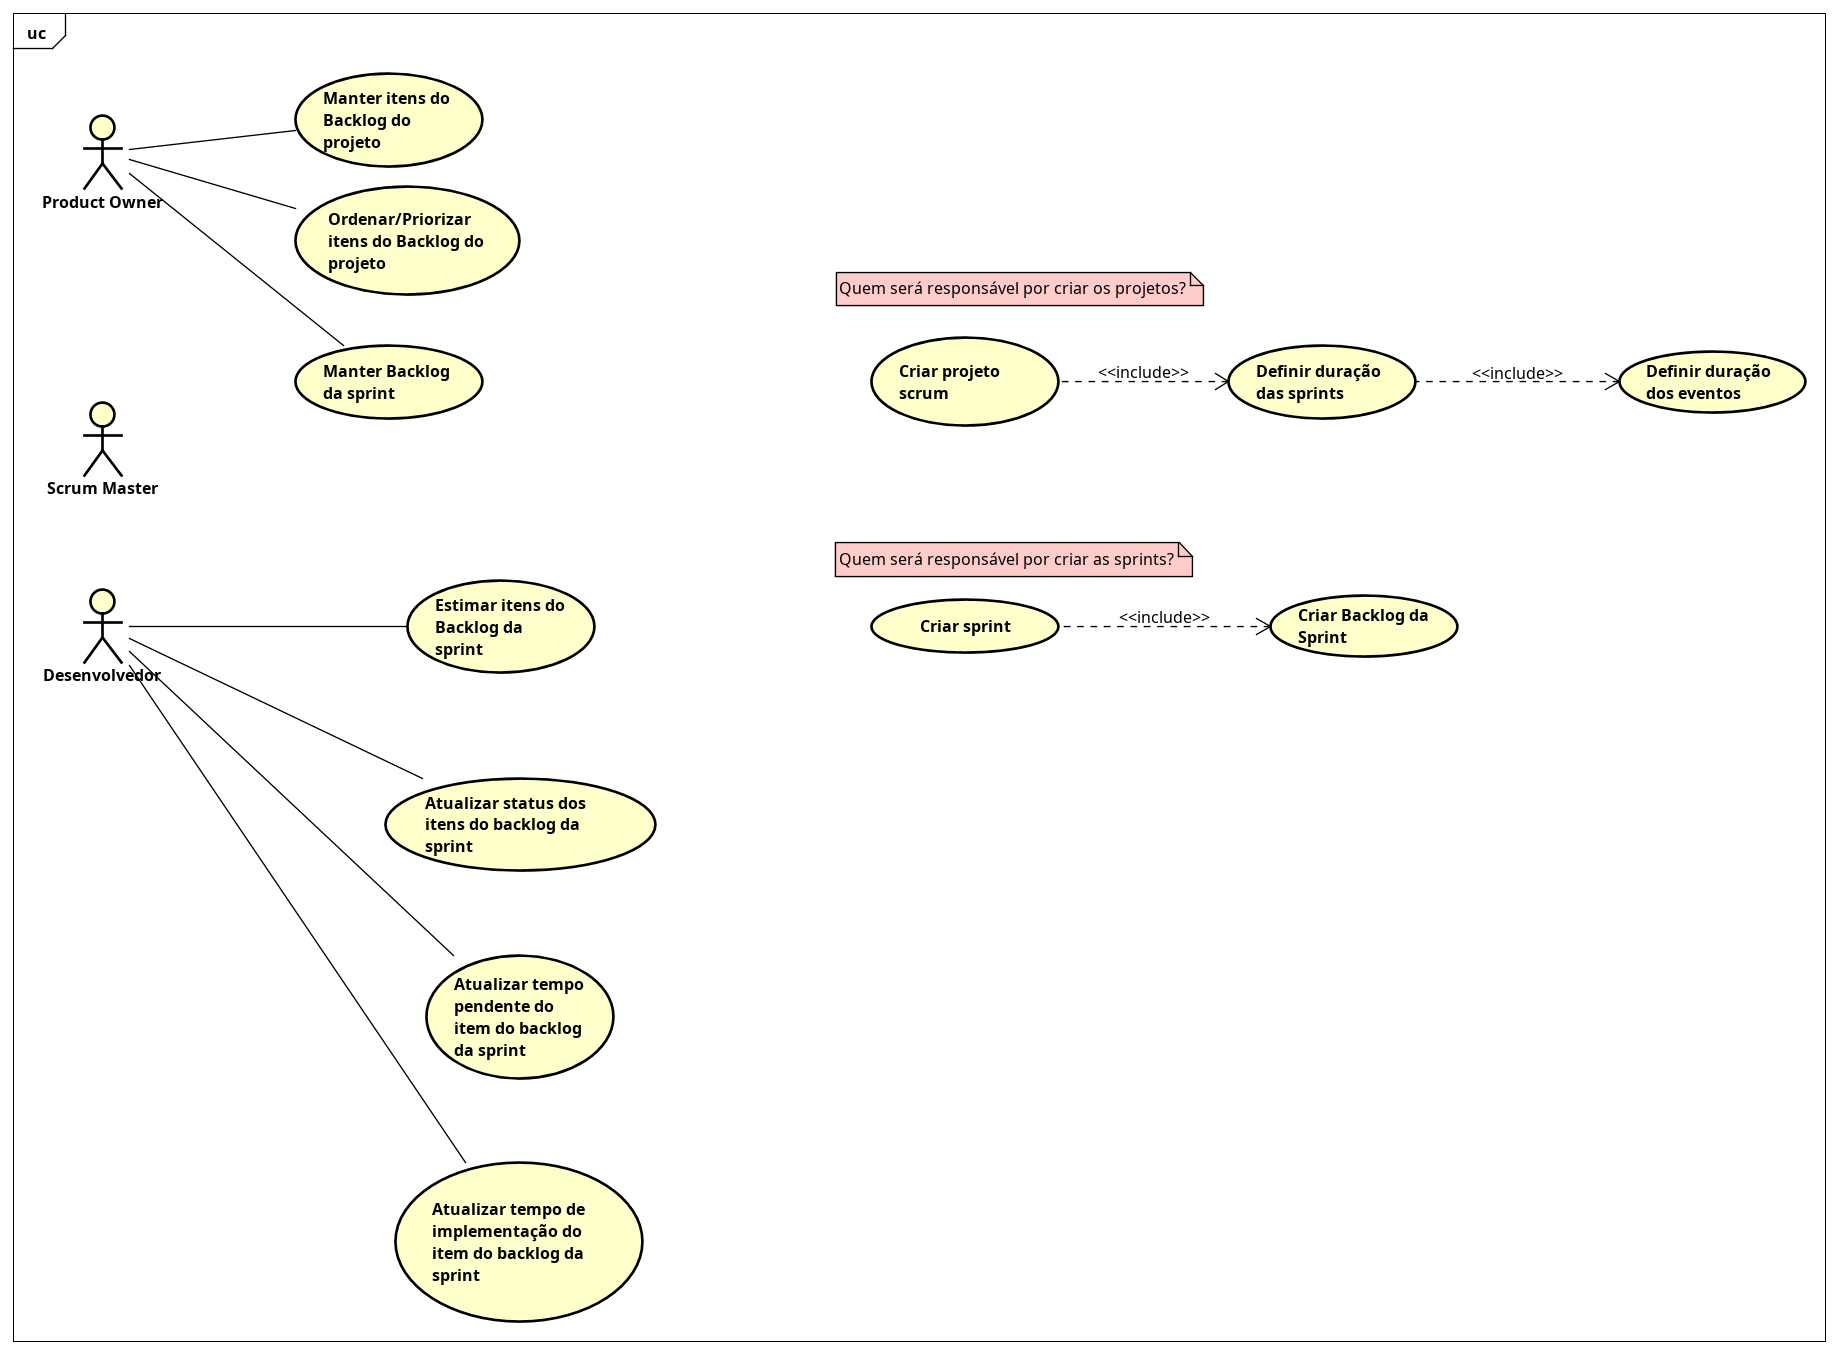 uc
Manter itens do
Backlog do
projeto
Product Owner
Ordenar/Priorizar
itens do Backlog do
projeto
Quem será responsável por criar os projetos?
Manter Backlog
da sprint
Criar projeto
scrum
<<include>>
Definir duração
das sprints
<<include>>
Definir duração
dos eventos
Scrum Master
Quem será responsável por criar as sprints?
Desenvolvedor
Estimar itens do
Backlog da
sprint
Criar sprint
<<include>>
Criar Backlog da
Sprint
Atualizar status dos
itens do backlog da
sprint
Atualizar tempo
pendente do
item do backlog
da sprint
Atualizar tempo de
implementação do
item do backlog da
sprint